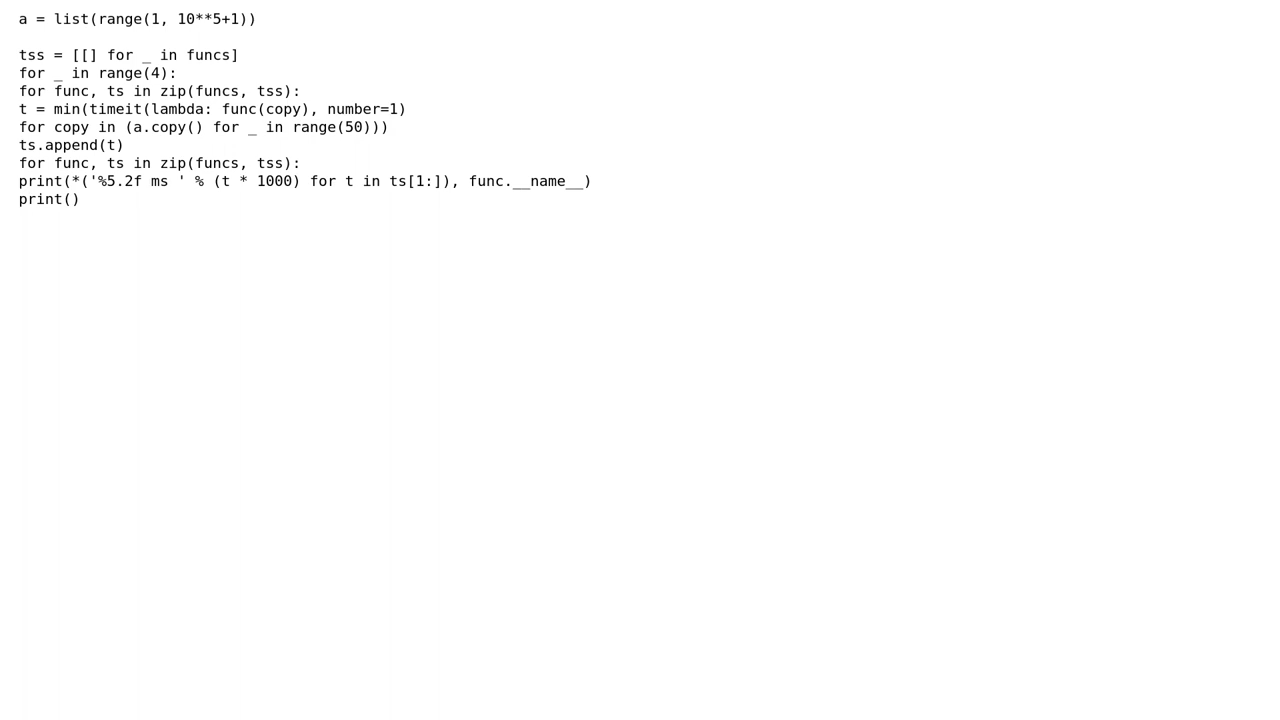 a = list(range(1, 10**5+1))
tss = [[] for _ in funcs]
for _ in range(4):
for func, ts in zip(funcs, tss):
t = min(timeit(lambda: func(copy), number=1)
for copy in (a.copy() for _ in range(50)))
ts.append(t)
for func, ts in zip(funcs, tss):
print(*('%5.2f ms ' % (t * 1000) for t in ts[1:]), func.__name__)
print()